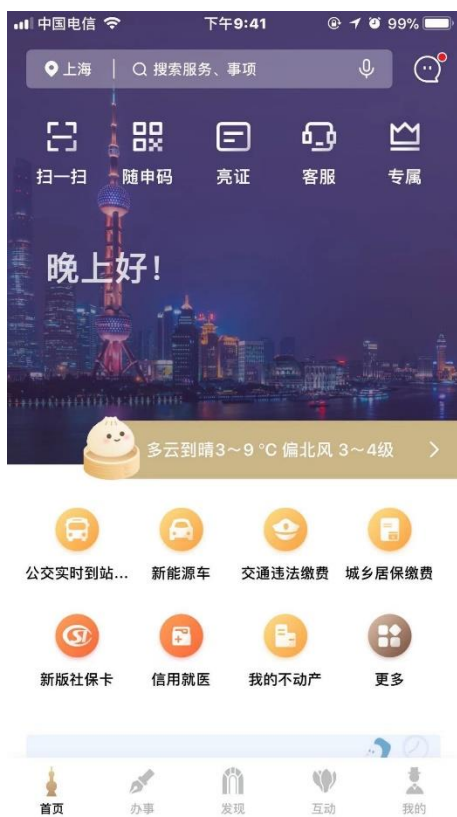 中国电信 下午9:41 99%
上海 搜索服务、事项
扫一扫 随申码 亮证 客服 专属
晚上好！
多云到晴3～9 °C 偏北风 3～4级
公交实时到站... 新能源车 交通违法缴费 城乡居保缴费
新版社保卡 信用就医 我的不动产 更多
首页 办事 发现 互动 我的